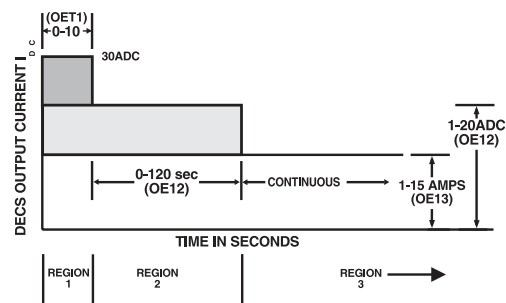 (OET1)
0-10
30ADC
DECS OUTPUT CURRENT I DC
1-20ADC
(OE12)
0-120 sec
(OE12)
CONTINUOUS
1-15 AMPS
(OE13)
TIME IN SECONDS
REGION
1
REGION
2
REGION
3